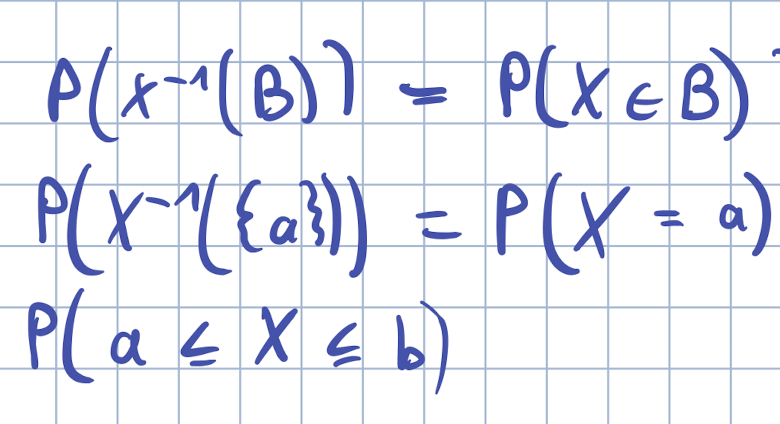 P(X⁻¹(B)) = P(X ∈ B)
P(X⁻¹({a})) = P(X = a)
P(a ≤ X ≤ b)